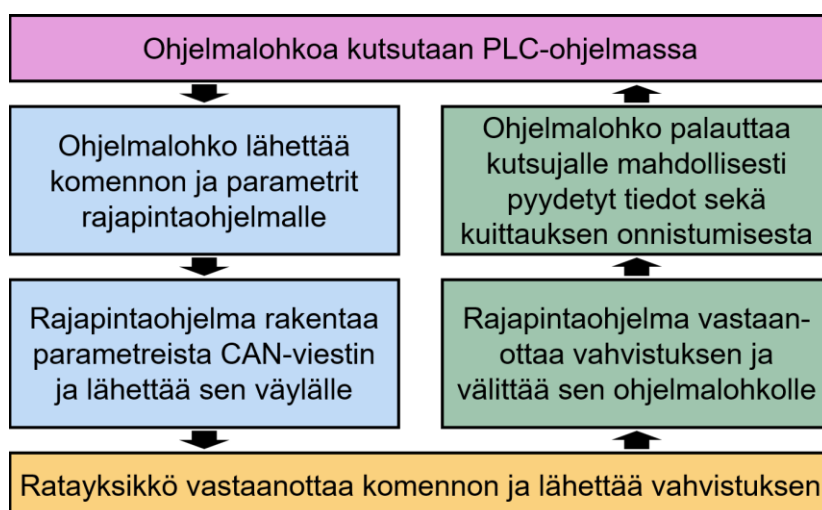 Ohjelmalohkoa kutsutaan PLC-ohjelmassa
Ohjelmalohko lähettää
komennon ja parametrit
rajapintaohjelmalle
Rajapintaohjelma rakentaa
parametreista CAN-viestin
ja lähettää sen väylälle
Ohjelmalohko palauttaa
kutsujalle mahdollisesti
pyydetyt tiedot sekä
kuittauksen onnistumisesta
Rajapintaohjelma vastaan-
ottaa vahvistuksen ja
välittää sen ohjelmalohkolle
Ratayksikkö vastaanottaa komennon ja lähettää vahvistuksen